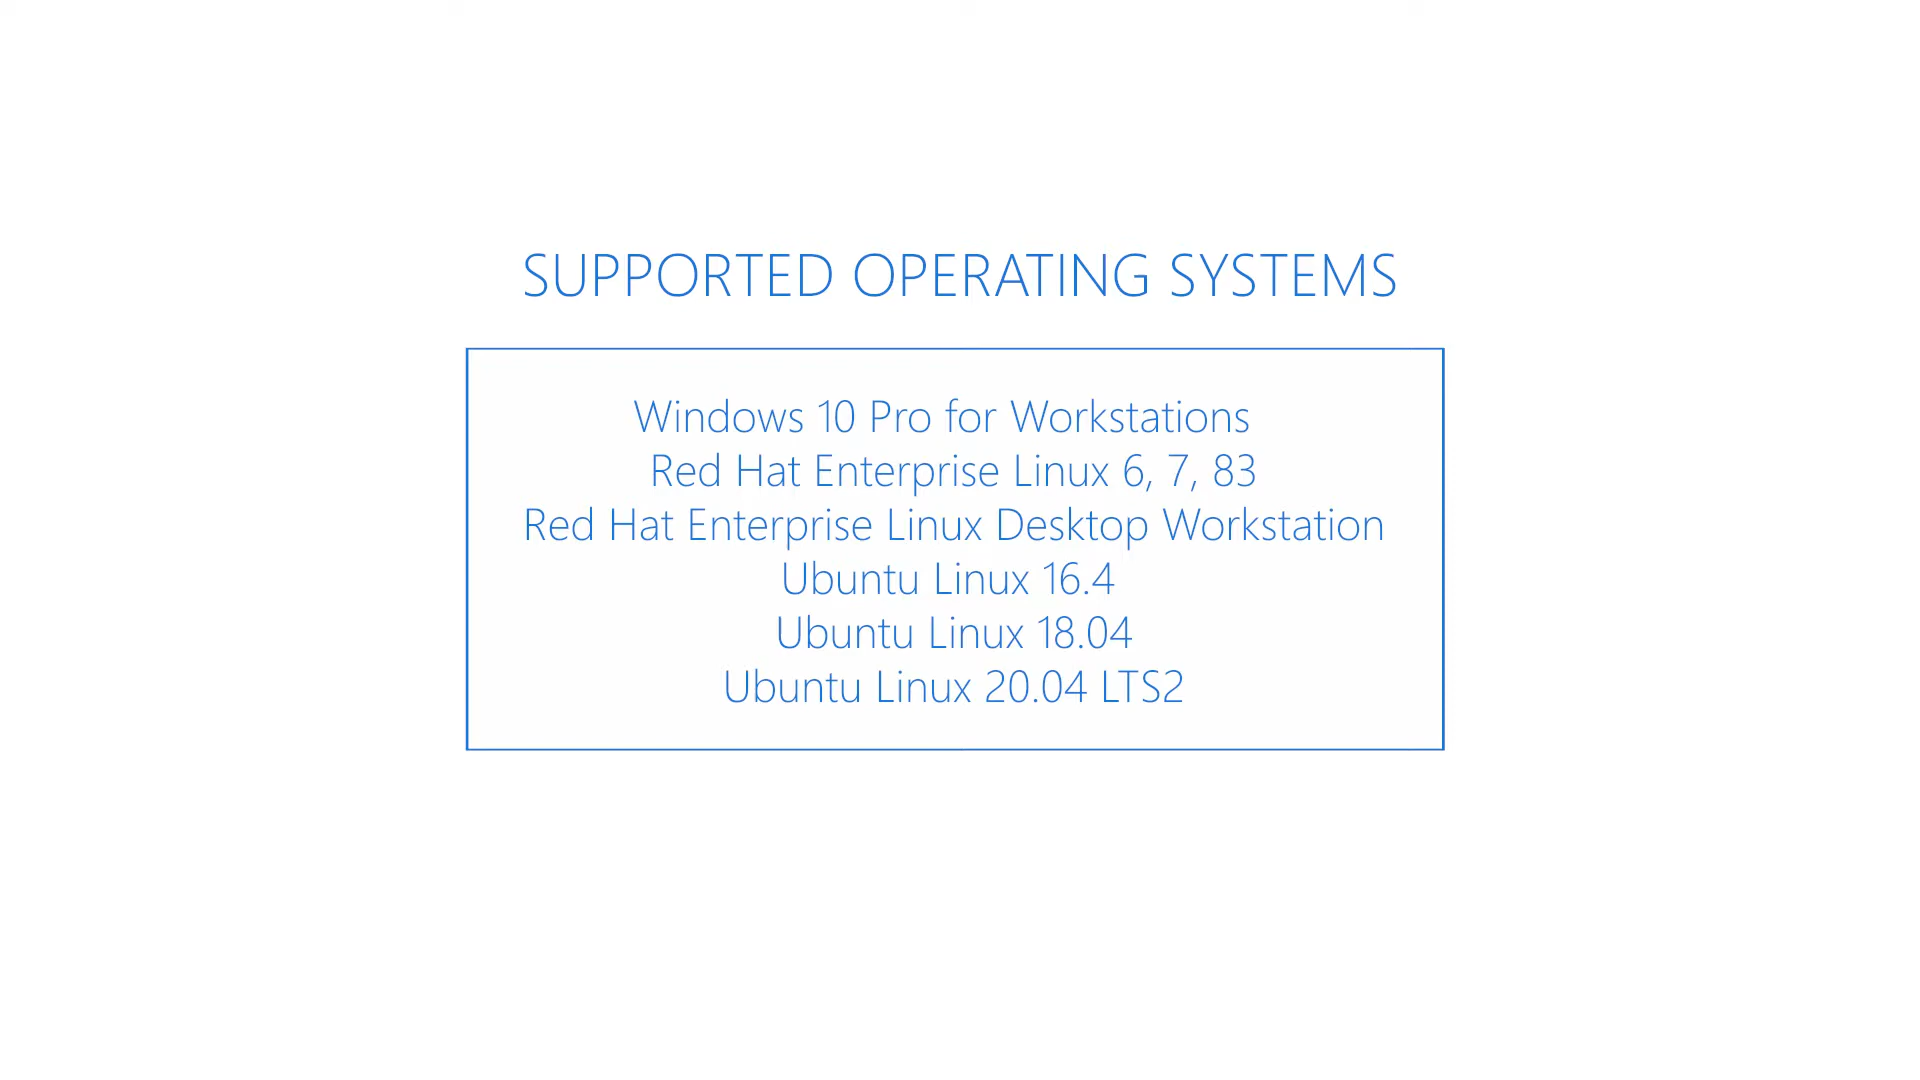 SUPPORTED OPERATING SYSTEMS
Windows 10 Pro for Workstations
Red Hat Enterprise Linux 6, 7, 83
Red Hat Enterprise Linux Desktop Workstation
Ubuntu Linux 16.4
Ubuntu Linux 18.04
Ubuntu Linux 20.04 LTS2